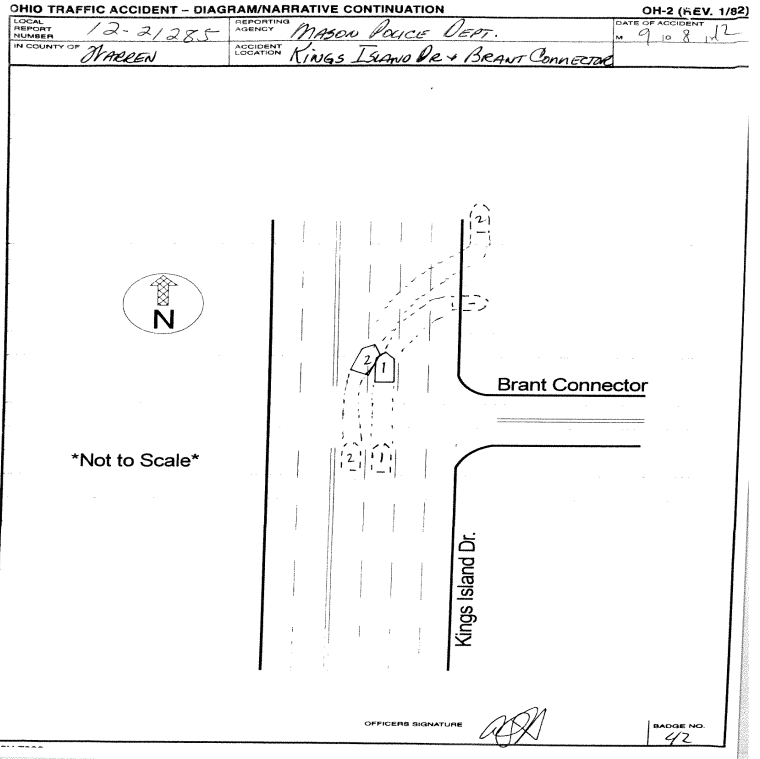 OHIO TRAFFIC ACCIDENT – DIAGRAM/NARRATIVE CONTINUATION OH-2 (REV. 1/82)
LOCAL REPORT NUMBER 12-21285 REPORTING AGENCY MASON POLICE DEPT. DATE OF ACCIDENT M 9 D 8 Y 12
IN COUNTY OF WARREN ACCIDENT LOCATION KINGS ISLAND DR + BRANT CONNECTOR
2
N
2 1
Brant Connector
*Not to Scale*
2 1
Kings Island Dr.
OFFICERS SIGNATURE BADGE NO. 42